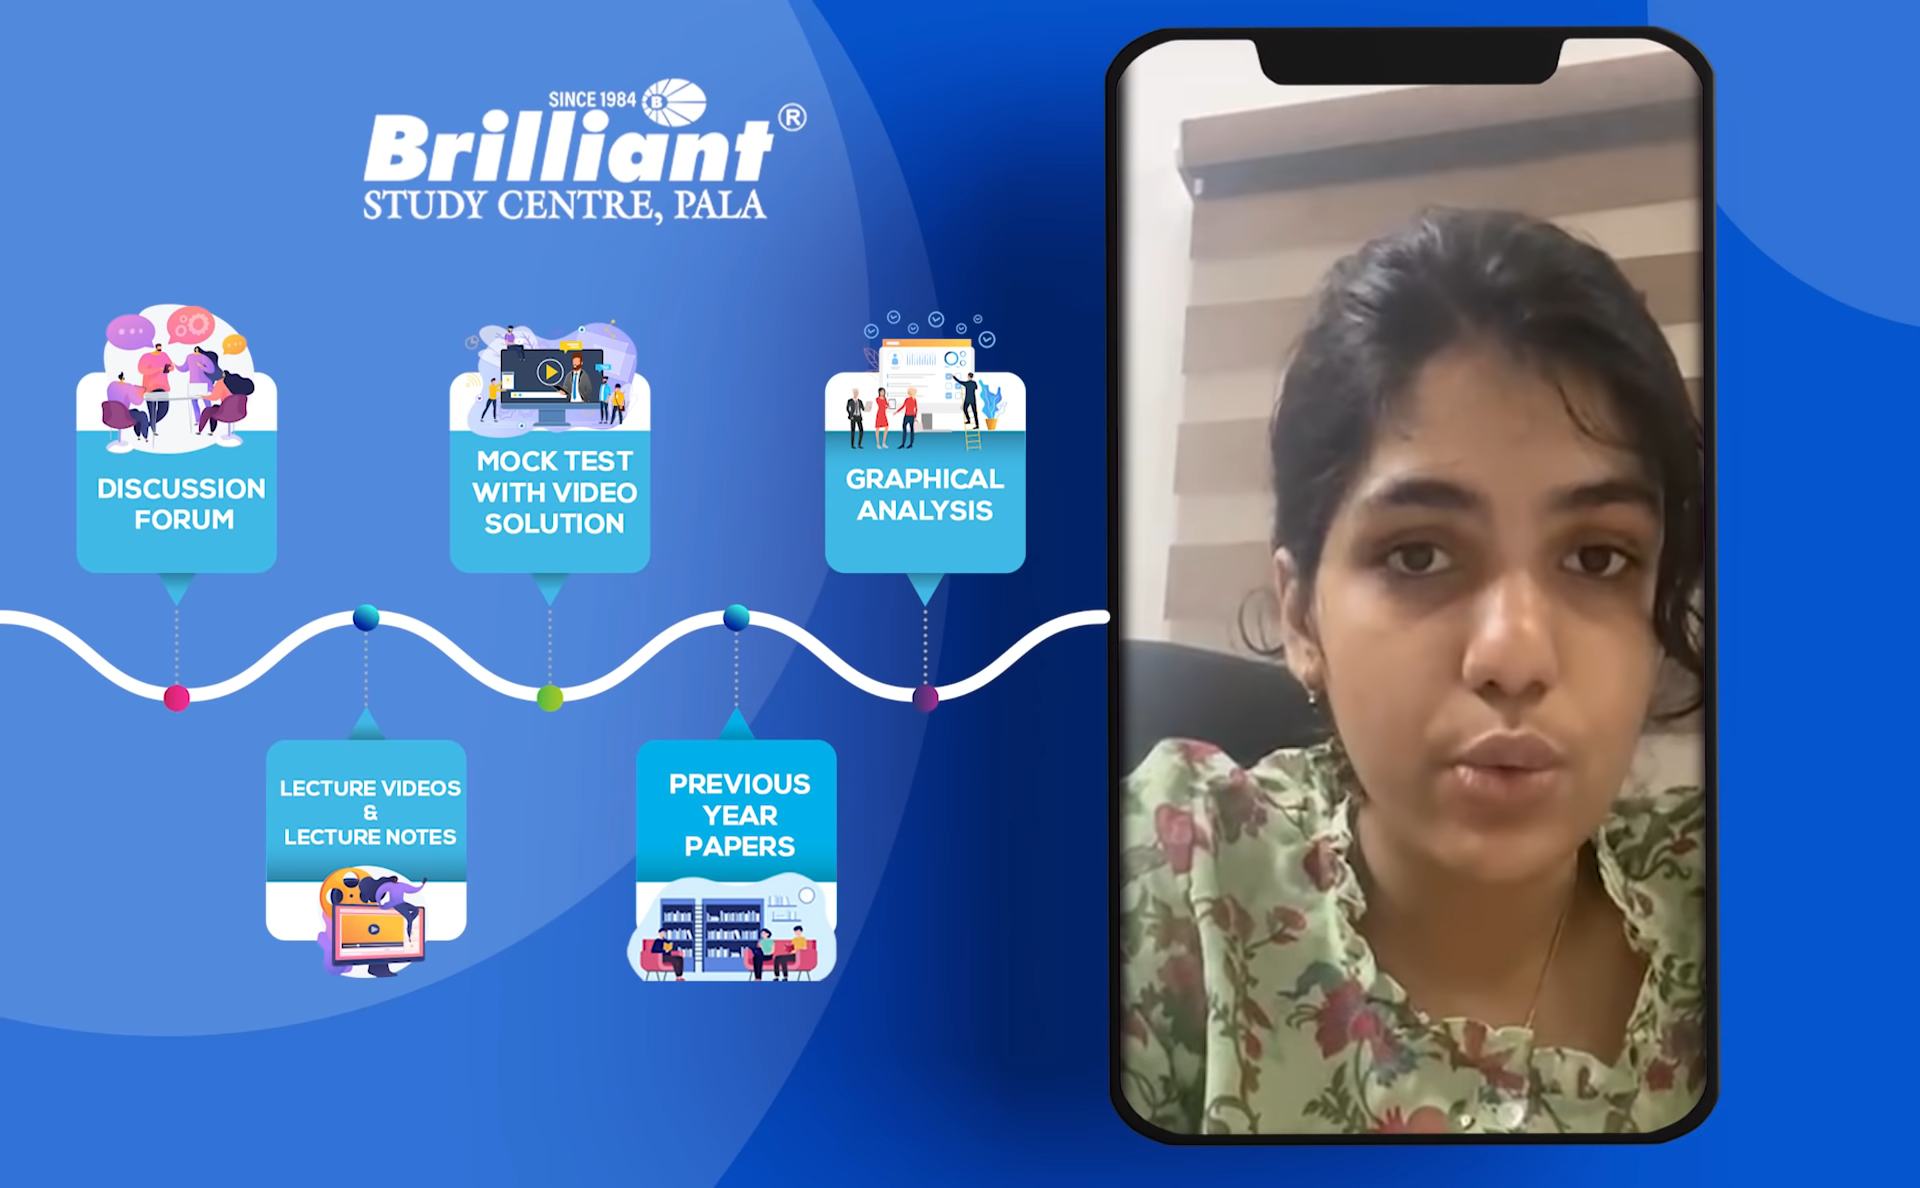 SINCE 1984
B
Brilliant®
STUDY CENTRE, PALA
DISCUSSION
FORUM
MOCK TEST
WITH VIDEO
SOLUTION
GRAPHICAL
ANALYSIS
LECTURE VIDEOS
&
LECTURE NOTES
PREVIOUS
YEAR
PAPERS